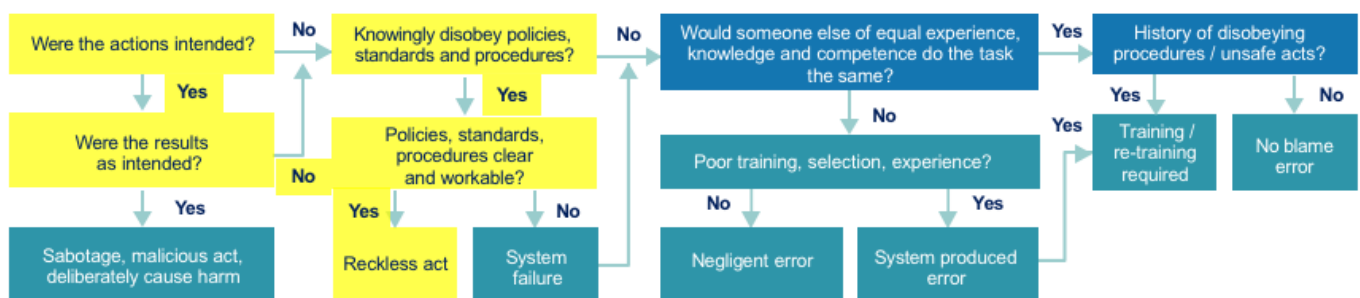 Were the actions intended?
No
Knowingly disobey policies,
standards and procedures?
No
Would someone else of equal experience,
knowledge and competence do the task
the same?
Yes
History of disobeying
procedures / unsafe acts?
Yes
Yes
No
Yes
No
Were the results
as intended?
No
Policies, standards,
procedures clear
and workable?
Poor training, selection, experience?
Yes
Training /
re-training
required
No blame
error
Yes
Yes
No
No
Yes
Sabotage, malicious act,
deliberately cause harm
Reckless act
System
failure
Negligent error
System produced
error